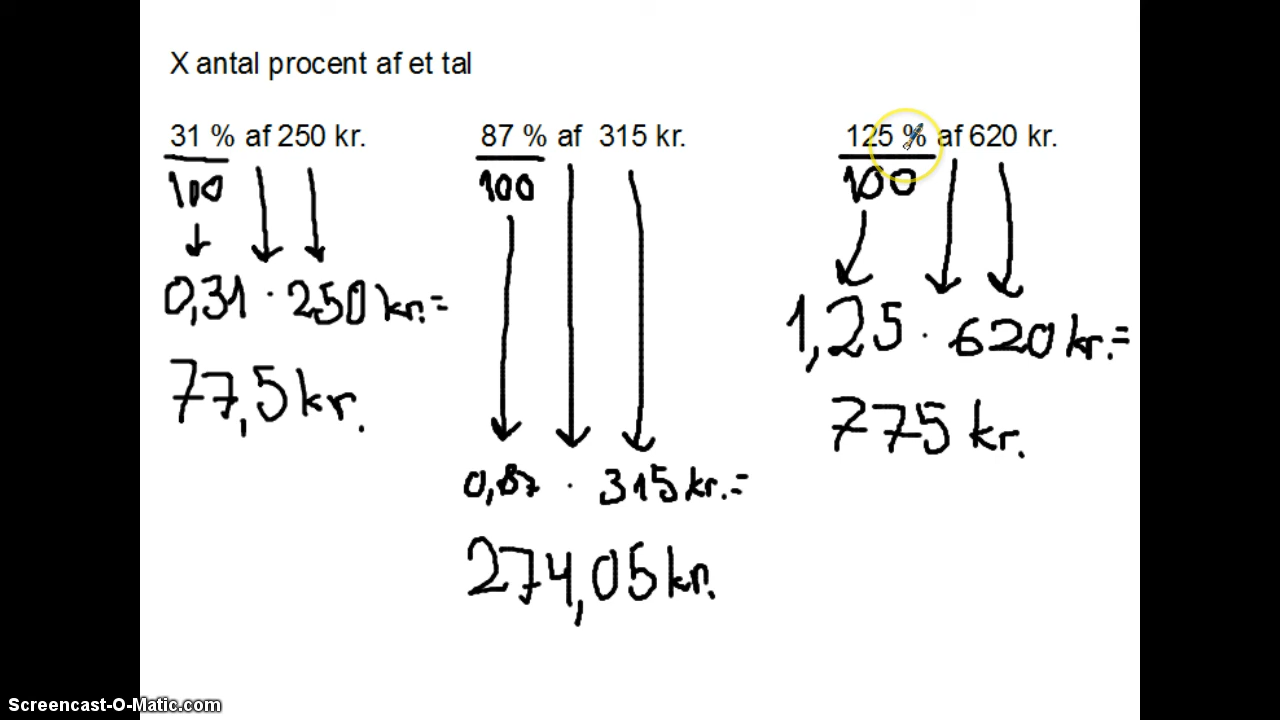 X antal procent af et tal
31 % af 250 kr.
100
0,31 · 250 kr. =
77,5 kr.
87 % af 315 kr.
100
0,87 · 315 kr. =
274,05 kr.
125 % af 620 kr.
100
1,25 · 620 kr. =
775 kr.
Screencast-O-Matic.com